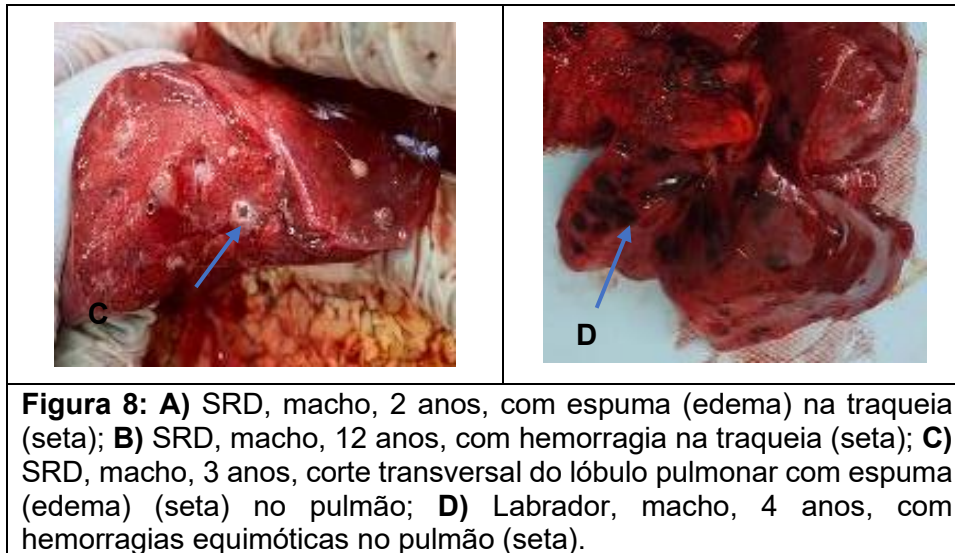 C
D
Figura 8: A) SRD, macho, 2 anos, com espuma (edema) na traqueia
(seta); B) SRD, macho, 12 anos, com hemorragia na traqueia (seta); C)
SRD, macho, 3 anos, corte transversal do lóbulo pulmonar com espuma
(edema) (seta) no pulmão; D) Labrador, macho, 4 anos, com
hemorragias equimóticas no pulmão (seta).